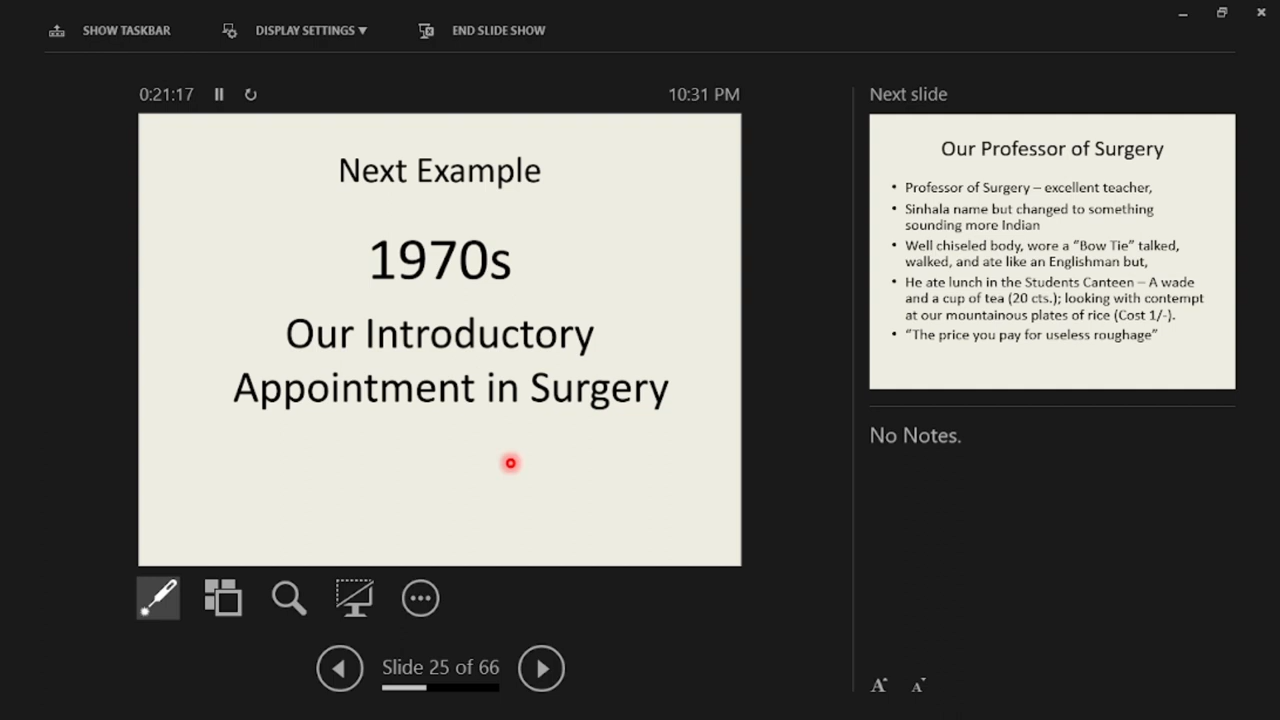 SHOW TASKBAR
DISPLAY SETTINGS ▼
END SLIDE SHOW
0:21:17
10:31 PM
Next Example
1970s
Our Introductory
Appointment in Surgery
Slide 25 of 66
Next slide
Our Professor of Surgery
• Professor of Surgery – excellent teacher,
• Sinhala name but changed to something
sounding more Indian
• Well chiseled body, wore a “Bow Tie” talked,
walked, and ate like an Englishman but,
• He ate lunch in the Students Canteen – A wade
and a cup of tea (20 cts.); looking with contempt
at our mountainous plates of rice (Cost 1/-).
• “The price you pay for useless roughage”
No Notes.
A A